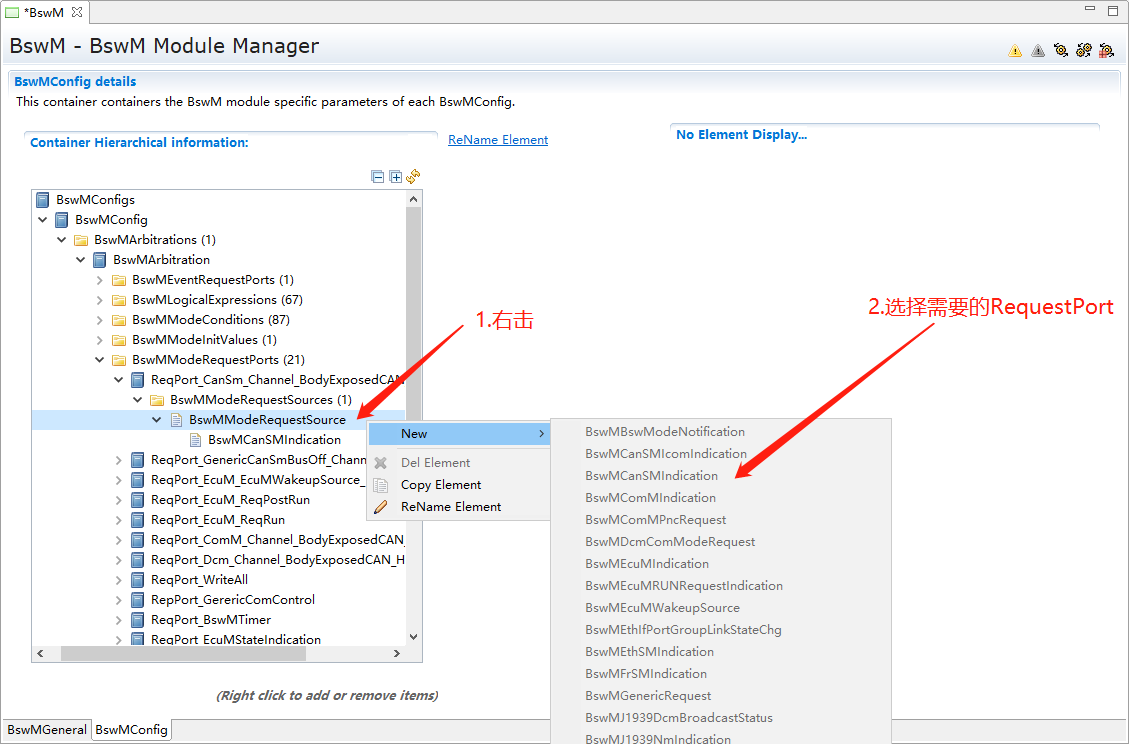 *BswM
BswM - BswM Module Manager
BswMConfig details
This container containers the BswM module specific parameters of each BswMConfig.
Container Hierarchical information:
ReName Element
No Element Display...
BswMConfigs
BswMConfig
BswMArbitrations (1)
BswMArbitration
BswMEventRequestPorts (1)
BswMLogicalExpressions (67)
BswMModeConditions (87)
BswMModeInitValues (1)
BswMModeRequestPorts (21)
ReqPort_CanSm_Channel_BodyExposedCAN
BswMModeRequestSources (1)
BswMModeRequestSource
BswMCanSMIndication
ReqPort_GenericCanSmBusOff_Chann
ReqPort_EcuM_EcuMWakeupSource_
ReqPort_EcuM_ReqPostRun
ReqPort_EcuM_ReqRun
ReqPort_ComM_Channel_BodyExposedCAN_
ReqPort_Dcm_Channel_BodyExposedCAN_H
ReqPort_WriteAll
RepPort_GerericComControl
ReqPort_BswMTimer
ReqPort_EcuMStateIndication
1.右击
2.选择需要的RequestPort
New
Del Element
Copy Element
ReName Element
BswMBswModeNotification
BswMCanSMIcomIndication
BswMCanSMIndication
BswMComMIndication
BswMComMPncRequest
BswMDcmComModeRequest
BswMEcuMIndication
BswMEcuMRUNRequestIndication
BswMEcuMWakeupSource
BswMEthIfPortGroupLinkStateChg
BswMEthSMIndication
BswMFrSMIndication
BswMGenericRequest
BswMJ1939DcmBroadcastStatus
BswMJ1939NmIndication
(Right click to add or remove items)
BswMGeneral
BswMConfig